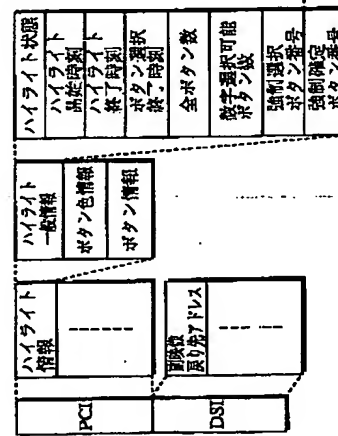 PCI
DSI
ハイライト
情報
副映像
戻り先アドレス
ハイライト
一般情報
ボタン色情報
ボタン情報
ハイライト状態
ハイライト
開始時刻
ハイライト
終了時刻
ボタン選択
終了時刻
全ボタン数
数字選択可能
ボタン数
強制選択
ボタン番号
強制確定
ボタン番号